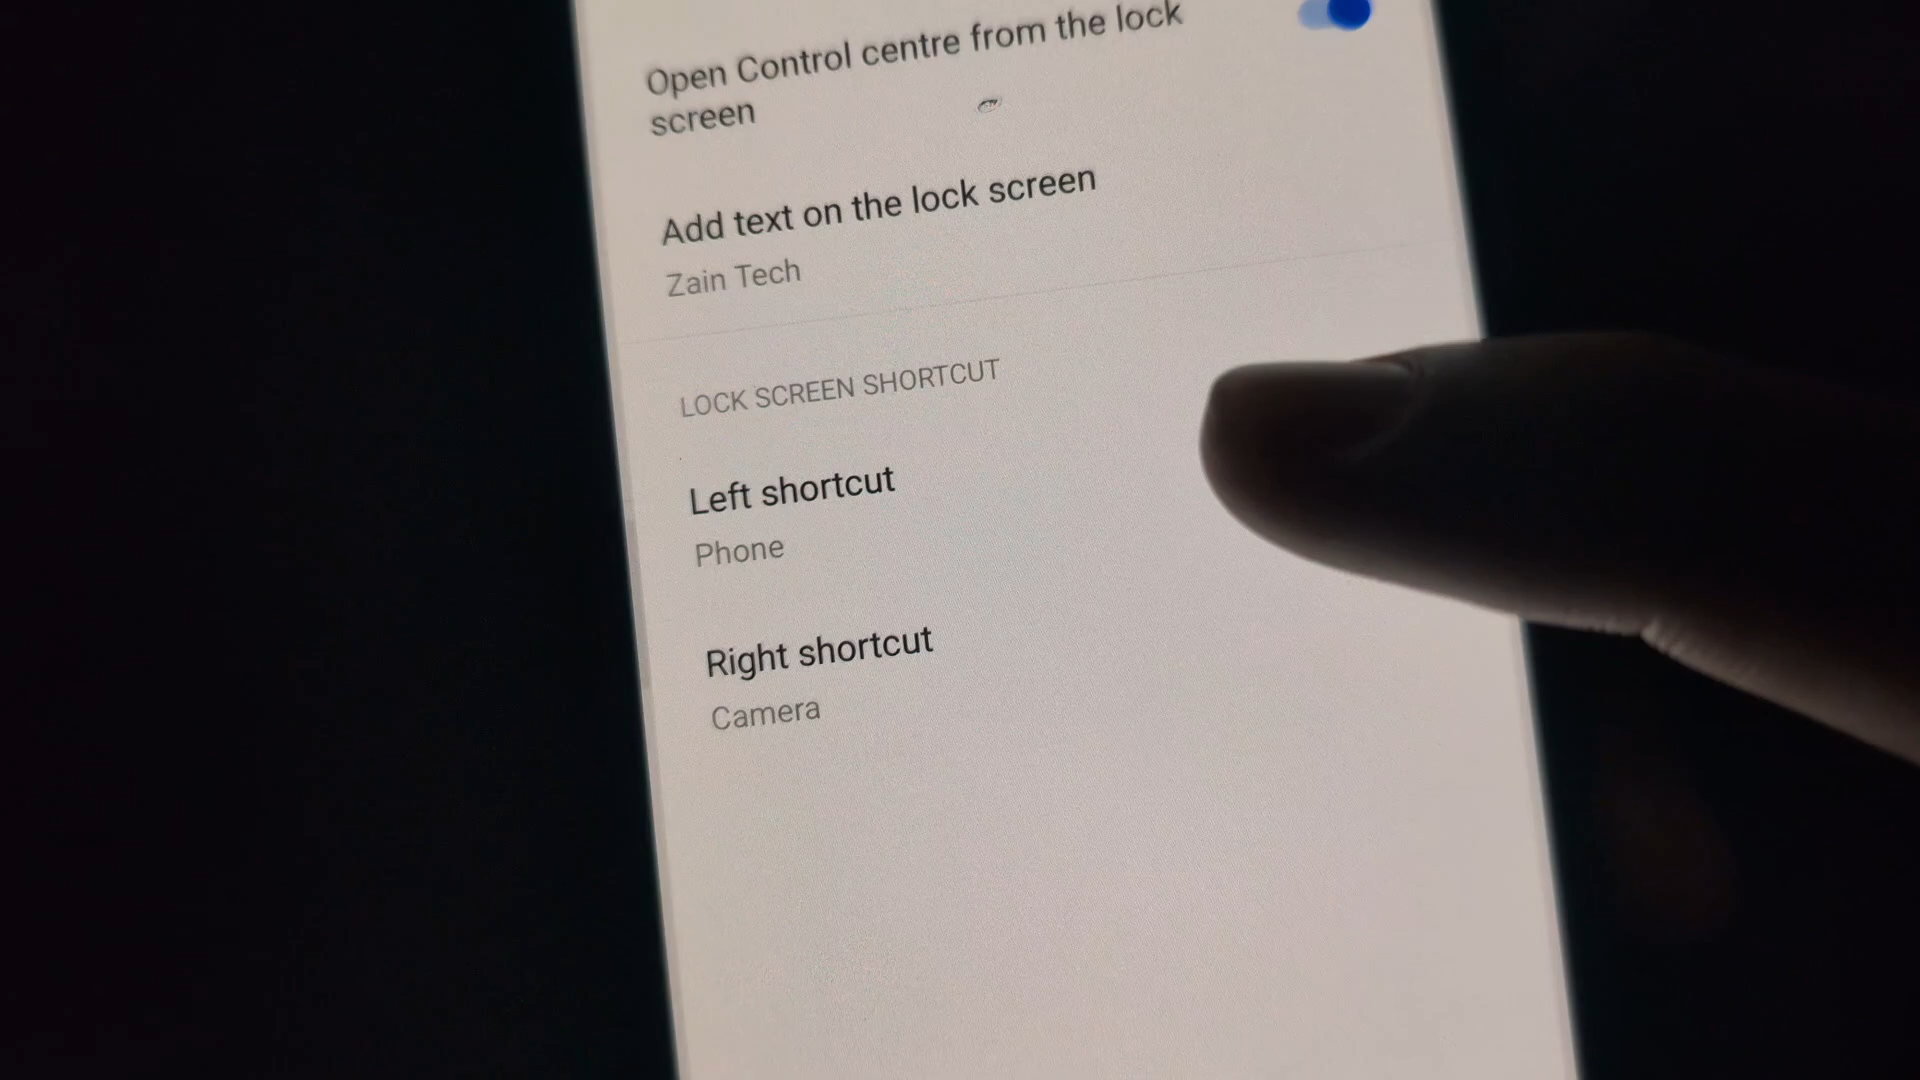 Open Control centre from the lock
screen
Add text on the lock screen
Zain Tech
LOCK SCREEN SHORTCUT
Left shortcut
Phone
Right shortcut
Camera